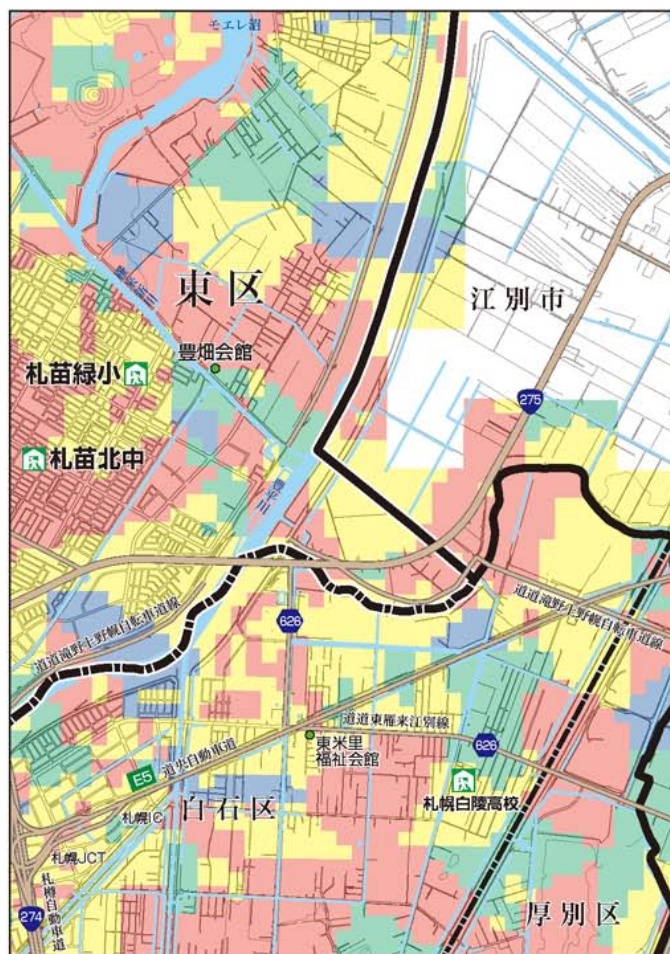 モエレ沼
東区
江別市
豊畑会館
札苗緑小
275
札苗北中
豊平川
626
道道滝野上野幌自転車道線
道道滝野上野幌自転車道線
道道東雁来江別線
626
東米里
福祉会館
E5
道央自動車道
札幌白陵高校
白石区
札幌IC
札幌JCT
札樽自動車道
274
厚別区